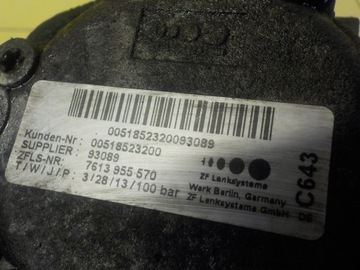 0051852320093089
Kunden-Nr: 00518523200
SUPPLIER: 93089
ZFLS-NR: 7613 955 570
T/W/J/P: 3/28/13/100 bar
ZF Lenksysteme
Werk Berlin, Germany
ZF Lenksysteme GmbH
C643